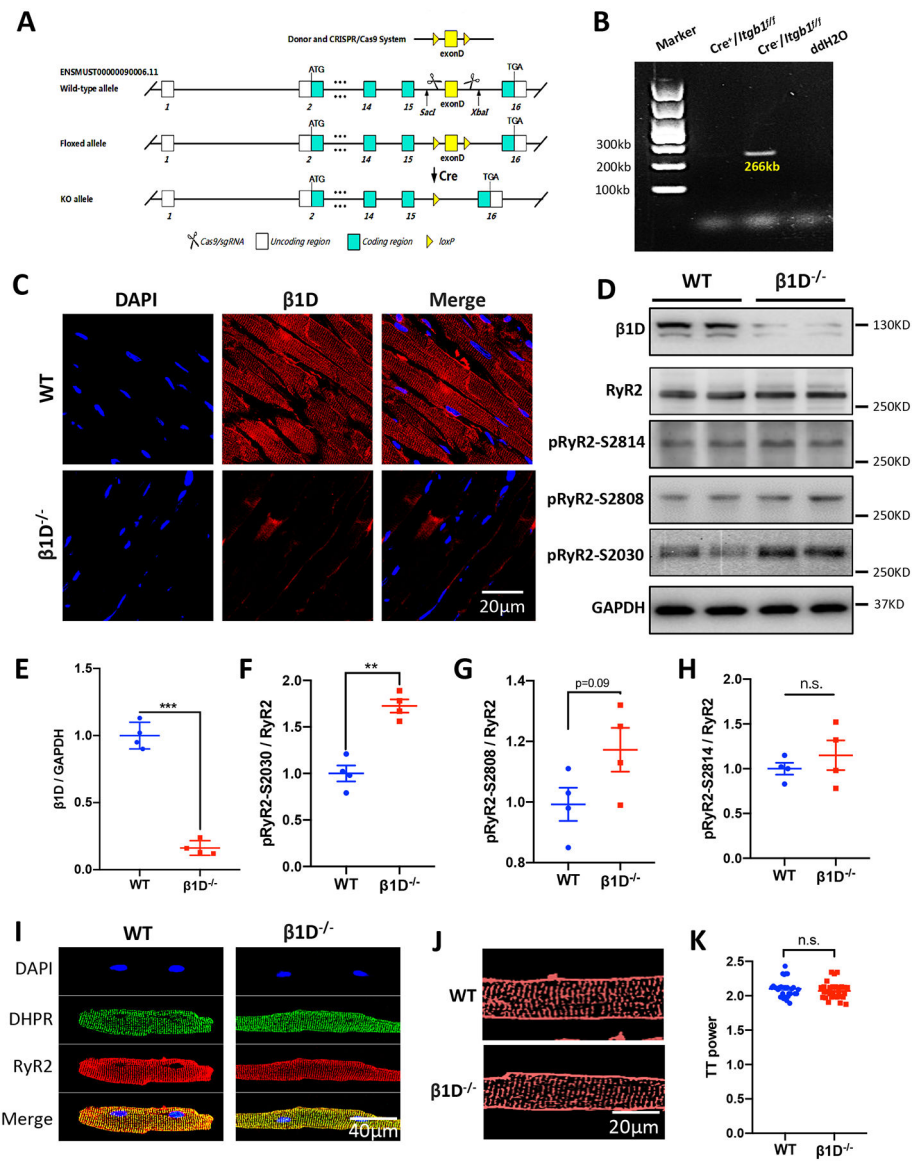 A
Donor and CRISPR/Cas9 System
exonD
ENSMUST00000090006.11
Wild-type allele
ATG
TGA
1
2
14
15
SacI
exonD
XbaI
16
Floxed allele
ATG
TGA
1
2
14
15
exonD
16
Cre
KO allele
ATG
TGA
1
2
14
15
16
Cas9/sgRNA
Uncoding region
Coding region
loxP
B
Marker
Cre+/Itgb1f/f
Cre-/Itgb1f/f
ddH2O
300kb
200kb
100kb
266kb
C
DAPI
β1D
Merge
WT
β1D-/-
20μm
D
WT
β1D-/-
β1D
130KD
RyR2
250KD
pRyR2-S2814
250KD
pRyR2-S2808
250KD
pRyR2-S2030
250KD
GAPDH
37KD
E
β1D / GAPDH
1.5
1.0
0.5
0.0
***
WT
β1D-/-
F
pRyR2-S2030 / RyR2
2.0
1.5
1.0
0.5
0.0
**
WT
β1D-/-
G
pRyR2-S2808 / RyR2
1.4
1.2
1.0
0.8
p=0.09
WT
β1D-/-
H
pRyR2-S2814 / RyR2
2.0
1.5
1.0
0.5
0.0
n.s.
WT
β1D-/-
I
WT
β1D-/-
DAPI
DHPR
RyR2
Merge
40μm
J
WT
β1D-/-
20μm
K
TT power
2.5
2.0
1.5
1.0
0.5
0.0
n.s.
WT
β1D-/-